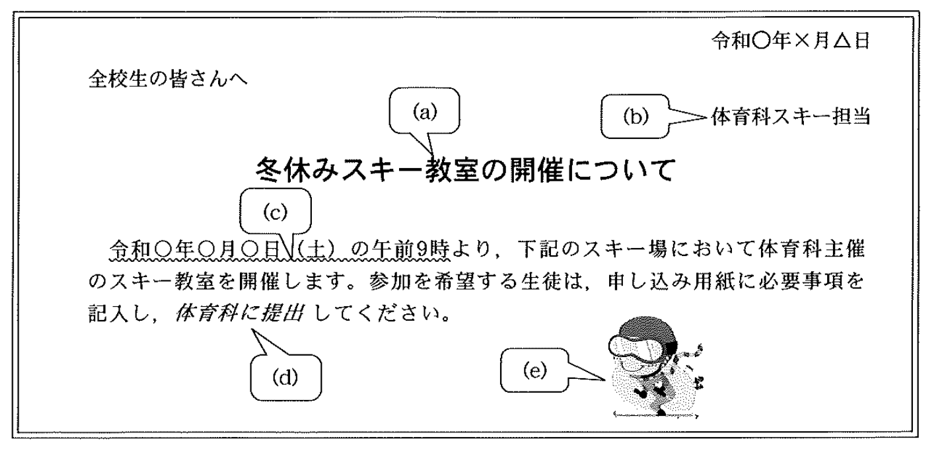 令和〇年×月△日
全校生の皆さんへ
(a)
(b)
体育科スキー担当
冬休みスキー教室の開催について
(c)
令和〇年〇月〇日（土）の午前9時より，下記のスキー場において体育科主催
のスキー教室を開催します。参加を希望する生徒は，申し込み用紙に必要事項を
記入し，体育科に提出してください。
(d)
(e)